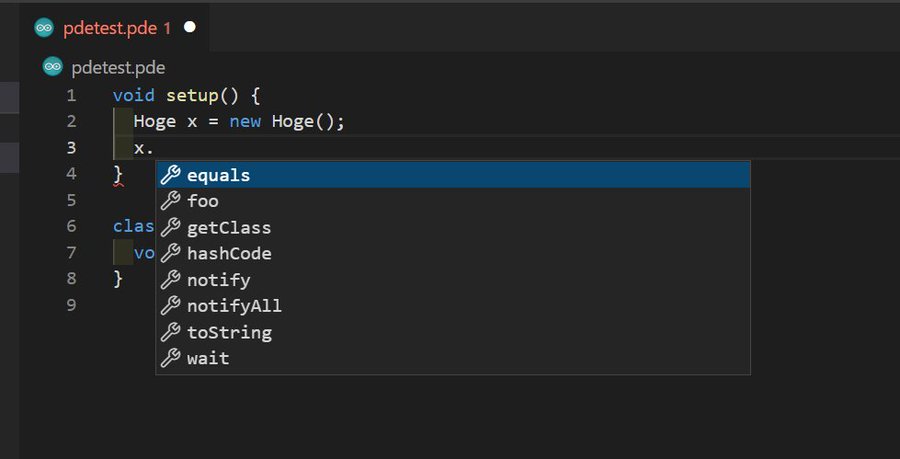 pdetest.pde 1
pdetest.pde
1 void setup() {
2 Hoge x = new Hoge();
3 x.
4 }
equals
5
foo
6 clas
getClass
7 vo
hashCode
8 }
notify
9
notifyAll
toString
wait